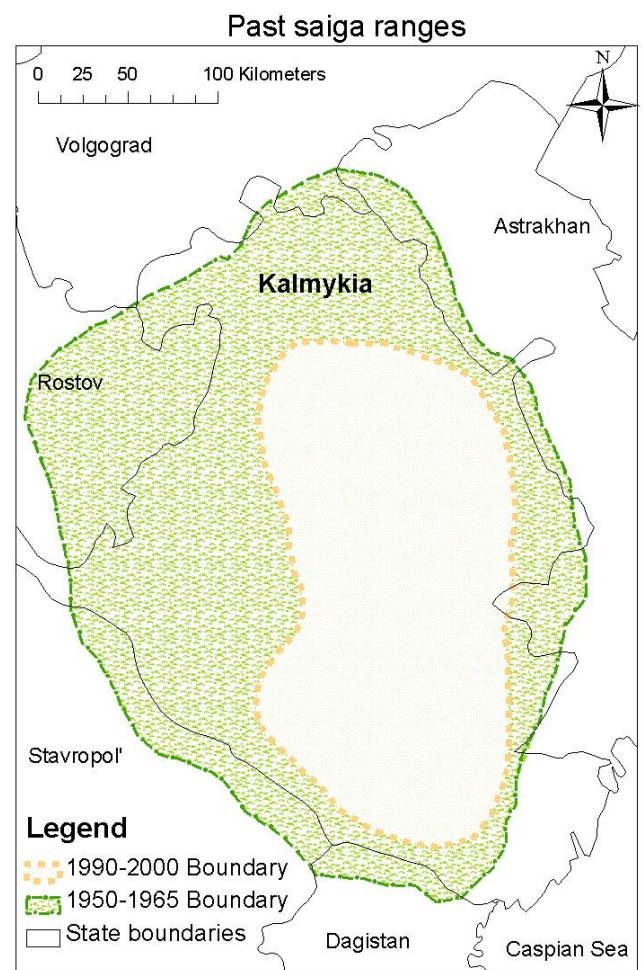 Past saiga ranges
N
0 25 50 100 Kilometers
Volgograd
Astrakhan
Kalmykia
Rostov
Stavropol'
Legend
1990-2000 Boundary
1950-1965 Boundary
State boundaries
Dagistan
Caspian Sea